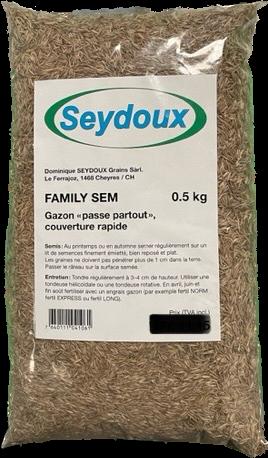 Seydoux
Dominique SEYDOUX Grains Sàrl.
Le Ferrajoz, 1468 Cheyres / CH
FAMILY SEM 0.5 kg
Gazon «passe partout»,
couverture rapide
Semis: Au printemps ou en automne semer régulièrement sur un
lit de semences finement émietté, bien reposé et plat.
Les graines ne doivent pas pénétrer plus de 1 cm dans la terre.
Passer le râteau sur la surface semée.
Entretien: Tondre régulièrement à 3-4 cm de hauteur. Utiliser une
tondeuse hélicoïdale ou une tondeuse rotative. En avril, juin et
fin août fertiliser avec un engrais gazon (par exemple fertil NORM
fertil EXPRESS ou fertil LONG).
Prix (TVA incl.)
7640111041061